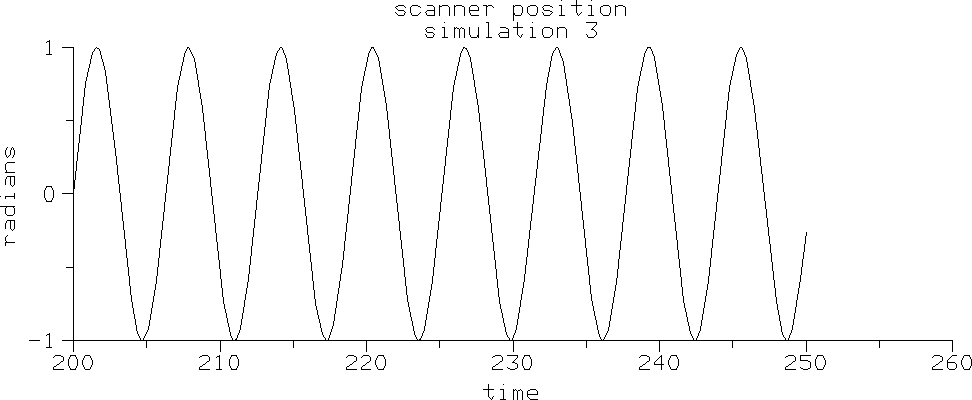 scanner position
simulation 3
1
0
-1
radians
200 210 220 230 240 250 260
time